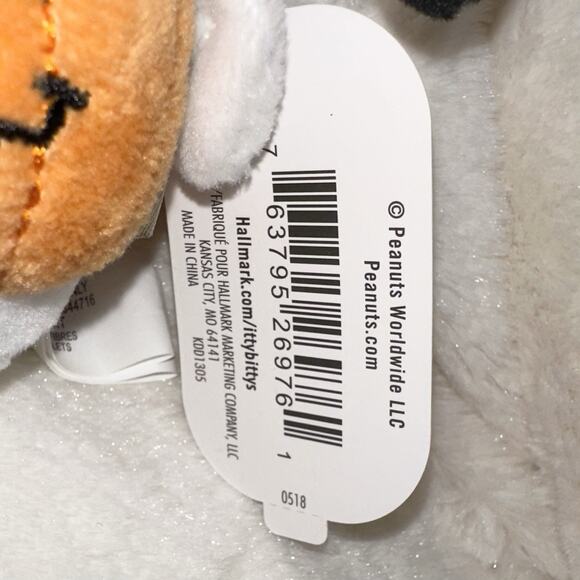 © Peanuts Worldwide LLC
Peanuts.com
7 63795 26976 1
Hallmark.com/ittybittys
/FABRIQUÉ POUR HALLMARK MARKETING COMPANY, LLC
KANSAS CITY, MO 64141
MADE IN CHINA
KDD1305
0518
44716